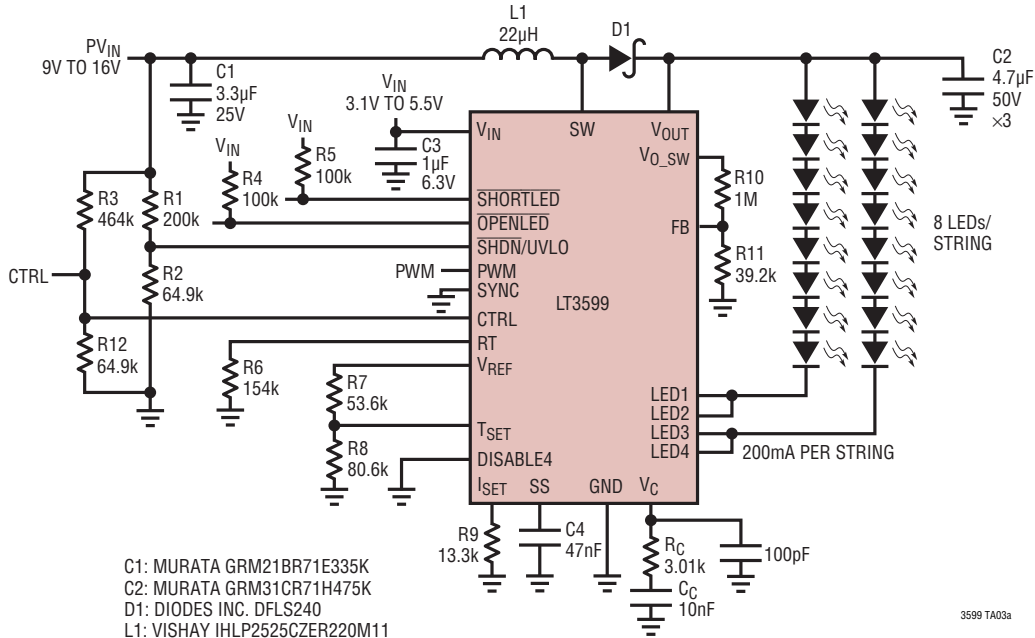 L1
22µH
D1
PVIN
9V TO 16V
C1
3.3µF
25V
VIN
3.1V TO 5.5V
C2
4.7µF
50V
×3
VIN
VIN
R5
100k
R4
100k
C3
1µF
6.3V
VIN
SW
VOUT
VO_SW
R10
1M
R3
464k
R1
200k
SHORTLED
OPENLED
SHDN/UVLO
FB
8 LEDs/
STRING
R11
39.2k
CTRL
R2
64.9k
PWM
PWM
SYNC
LT3599
CTRL
R12
64.9k
RT
R6
154k
VREF
R7
53.6k
LED1
LED2
LED3
LED4
200mA PER STRING
TSET
R8
80.6k
DISABLE4
ISET
SS
GND
VC
R9
13.3k
C4
47nF
RC
3.01k
100pF
CC
10nF
C1: MURATA GRM21BR71E335K
C2: MURATA GRM31CR71H475K
D1: DIODES INC. DFLS240
L1: VISHAY IHLP2525CZER220M11
3599 TA03a